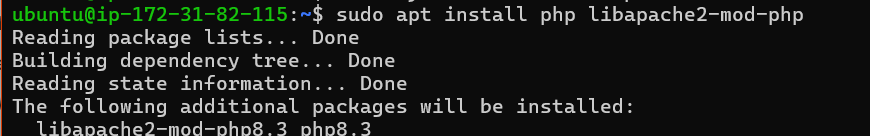 ubuntu@ip-172-31-82-115:~$ sudo apt install php libapache2-mod-php
Reading package lists... Done
Building dependency tree... Done
Reading state information... Done
The following additional packages will be installed:
  libapache2-mod-php8.3 php8.3